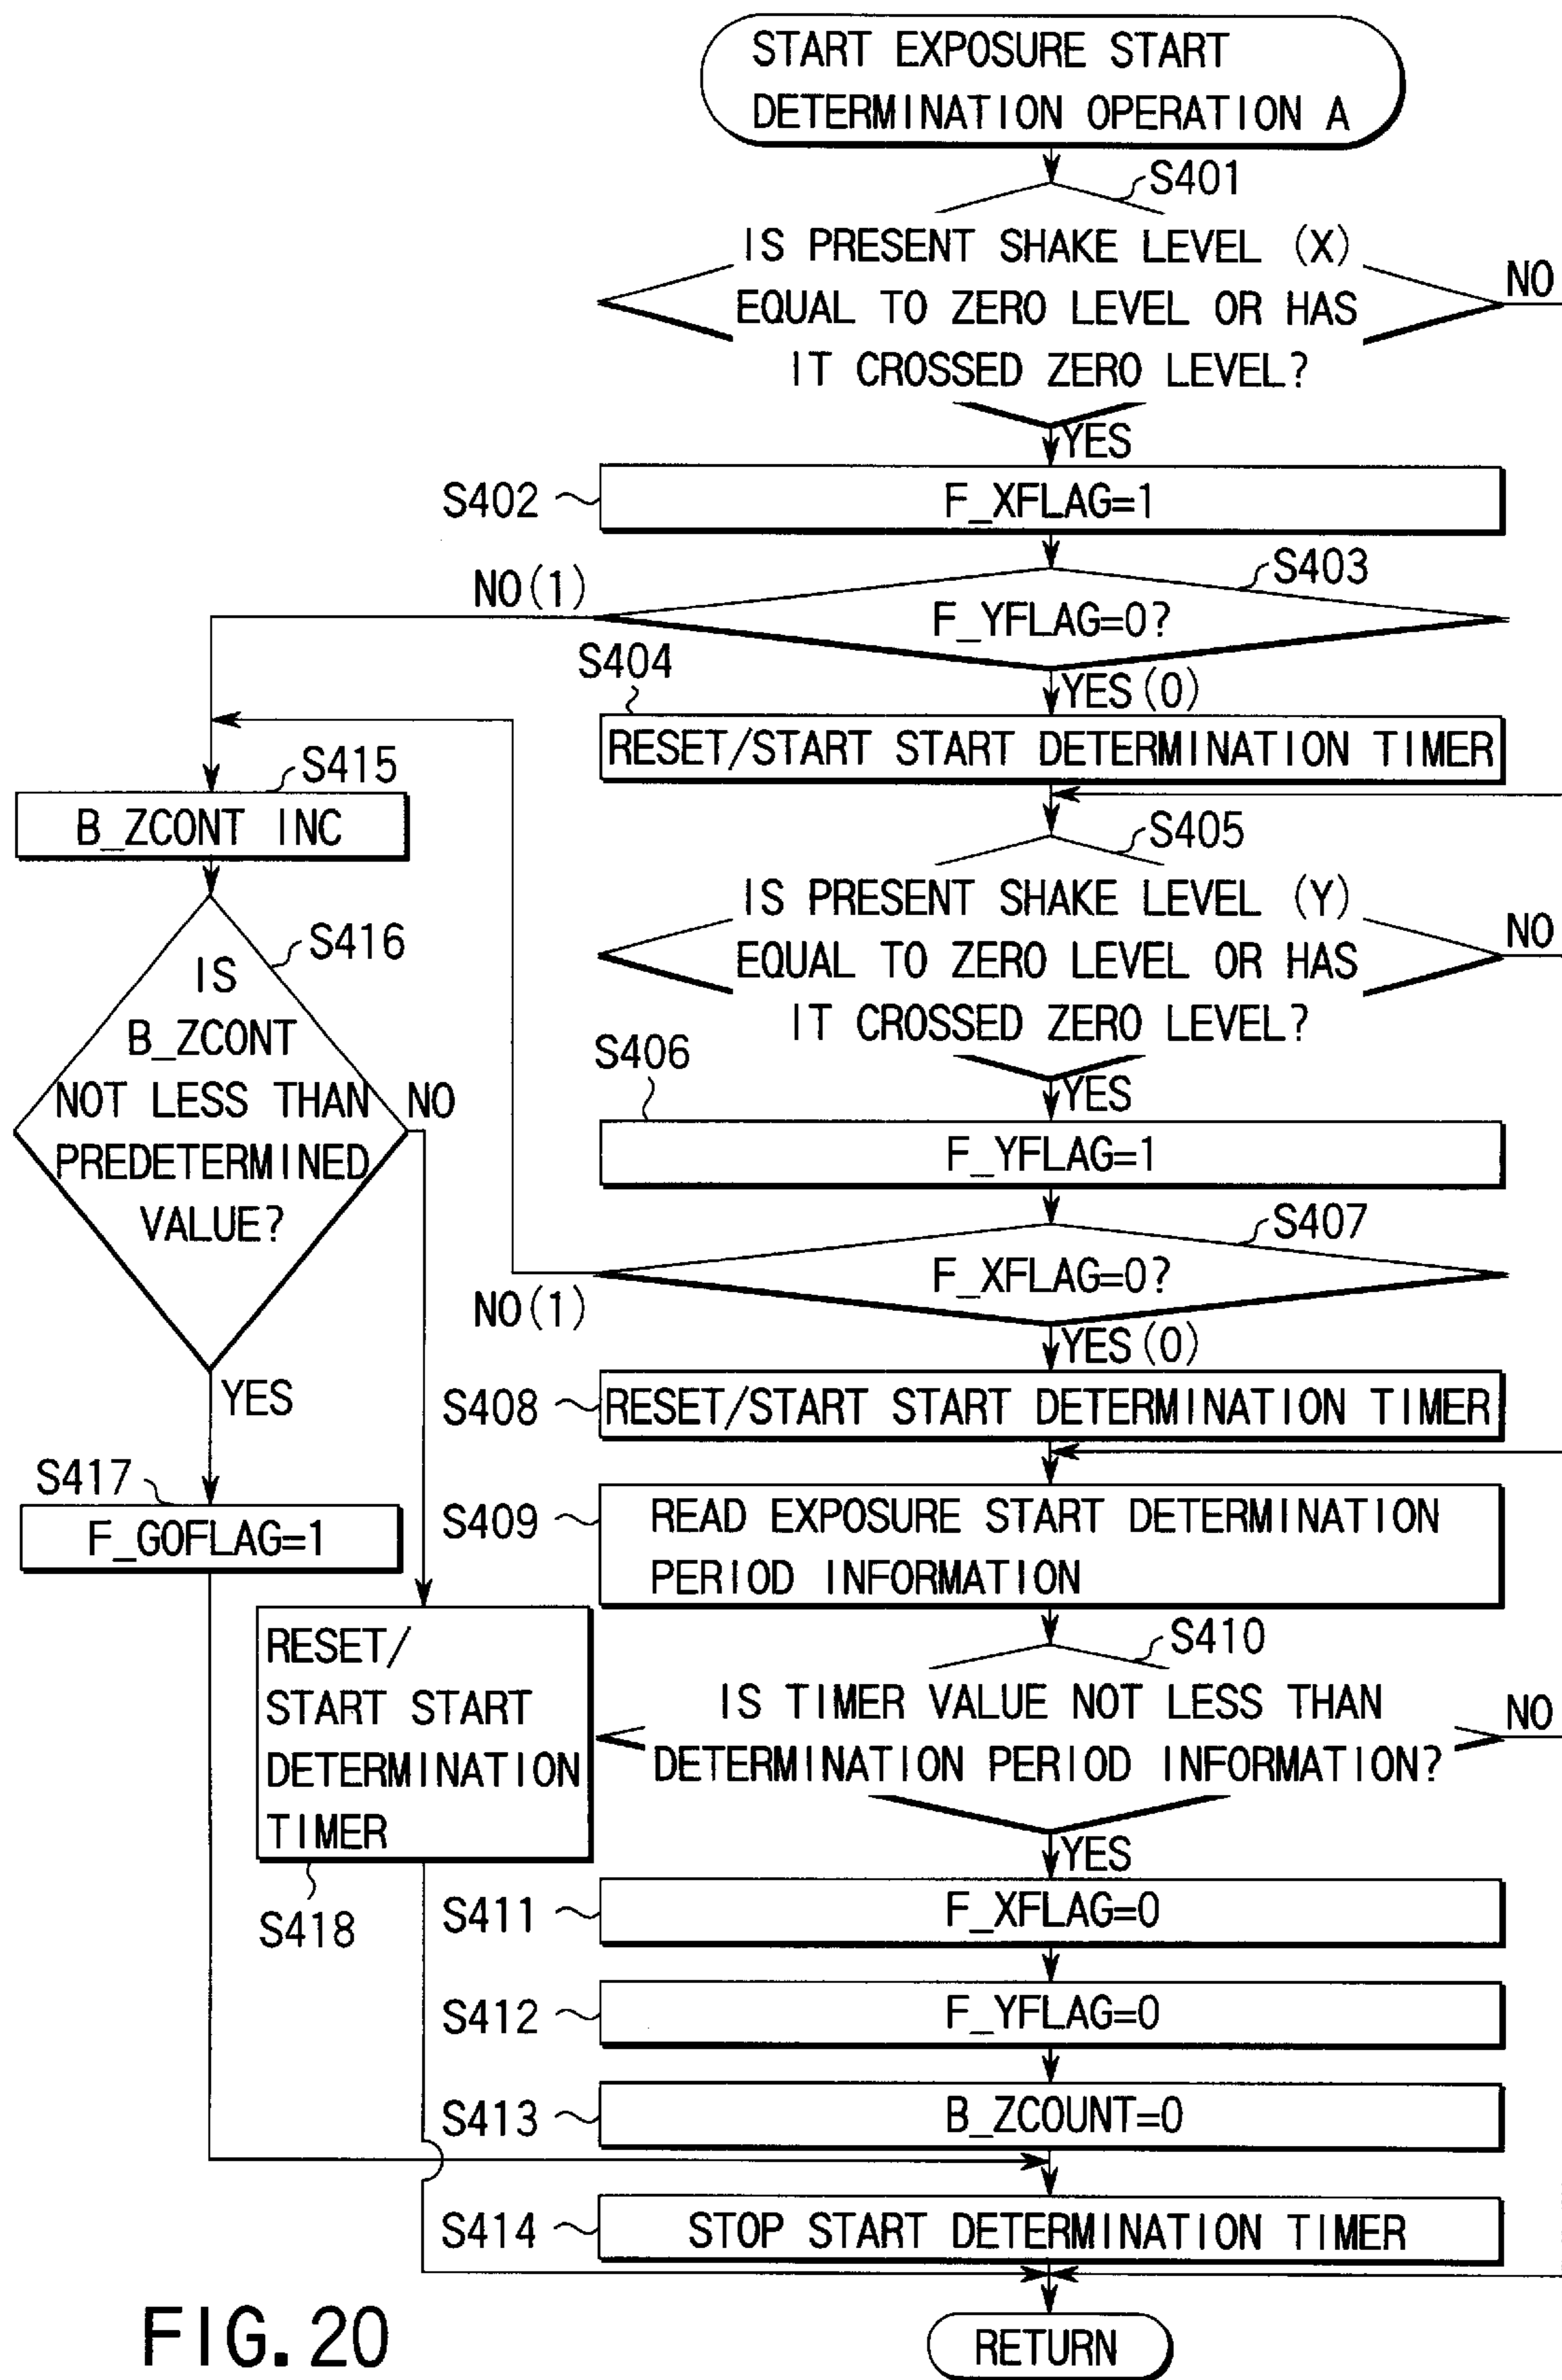 START EXPOSURE START
DETERMINATION OPERATION A
S401
IS PRESENT SHAKE LEVEL (X)
EQUAL TO ZERO LEVEL OR HAS
IT CROSSED ZERO LEVEL?
NO
YES
S402
F_XFLAG=1
S403
NO(1)
F_YFLAG=0?
S404
YES(0)
RESET/START START DETERMINATION TIMER
S415
B_ZCONT INC
S405
IS PRESENT SHAKE LEVEL (Y)
EQUAL TO ZERO LEVEL OR HAS
IT CROSSED ZERO LEVEL?
NO
YES
S416
IS
B_ZCONT
NOT LESS THAN
PREDETERMINED
VALUE?
NO
YES
S406
F_YFLAG=1
S407
F_XFLAG=0?
NO(1)
YES(0)
S408
RESET/START START DETERMINATION TIMER
S417
F_GOFLAG=1
S409
READ EXPOSURE START DETERMINATION
PERIOD INFORMATION
RESET/
START START
DETERMINATION
TIMER
S418
S410
IS TIMER VALUE NOT LESS THAN
DETERMINATION PERIOD INFORMATION?
NO
YES
S411
F_XFLAG=0
S412
F_YFLAG=0
S413
B_ZCOUNT=0
S414
STOP START DETERMINATION TIMER
RETURN
FIG. 20